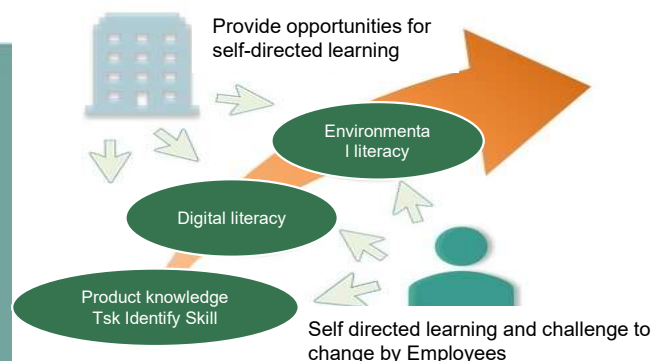 Provide opportunities for
self-directed learning
Environmenta
l literacy
Digital literacy
Product knowledge
Tsk Identify Skill
Self directed learning and challenge to
change by Employees